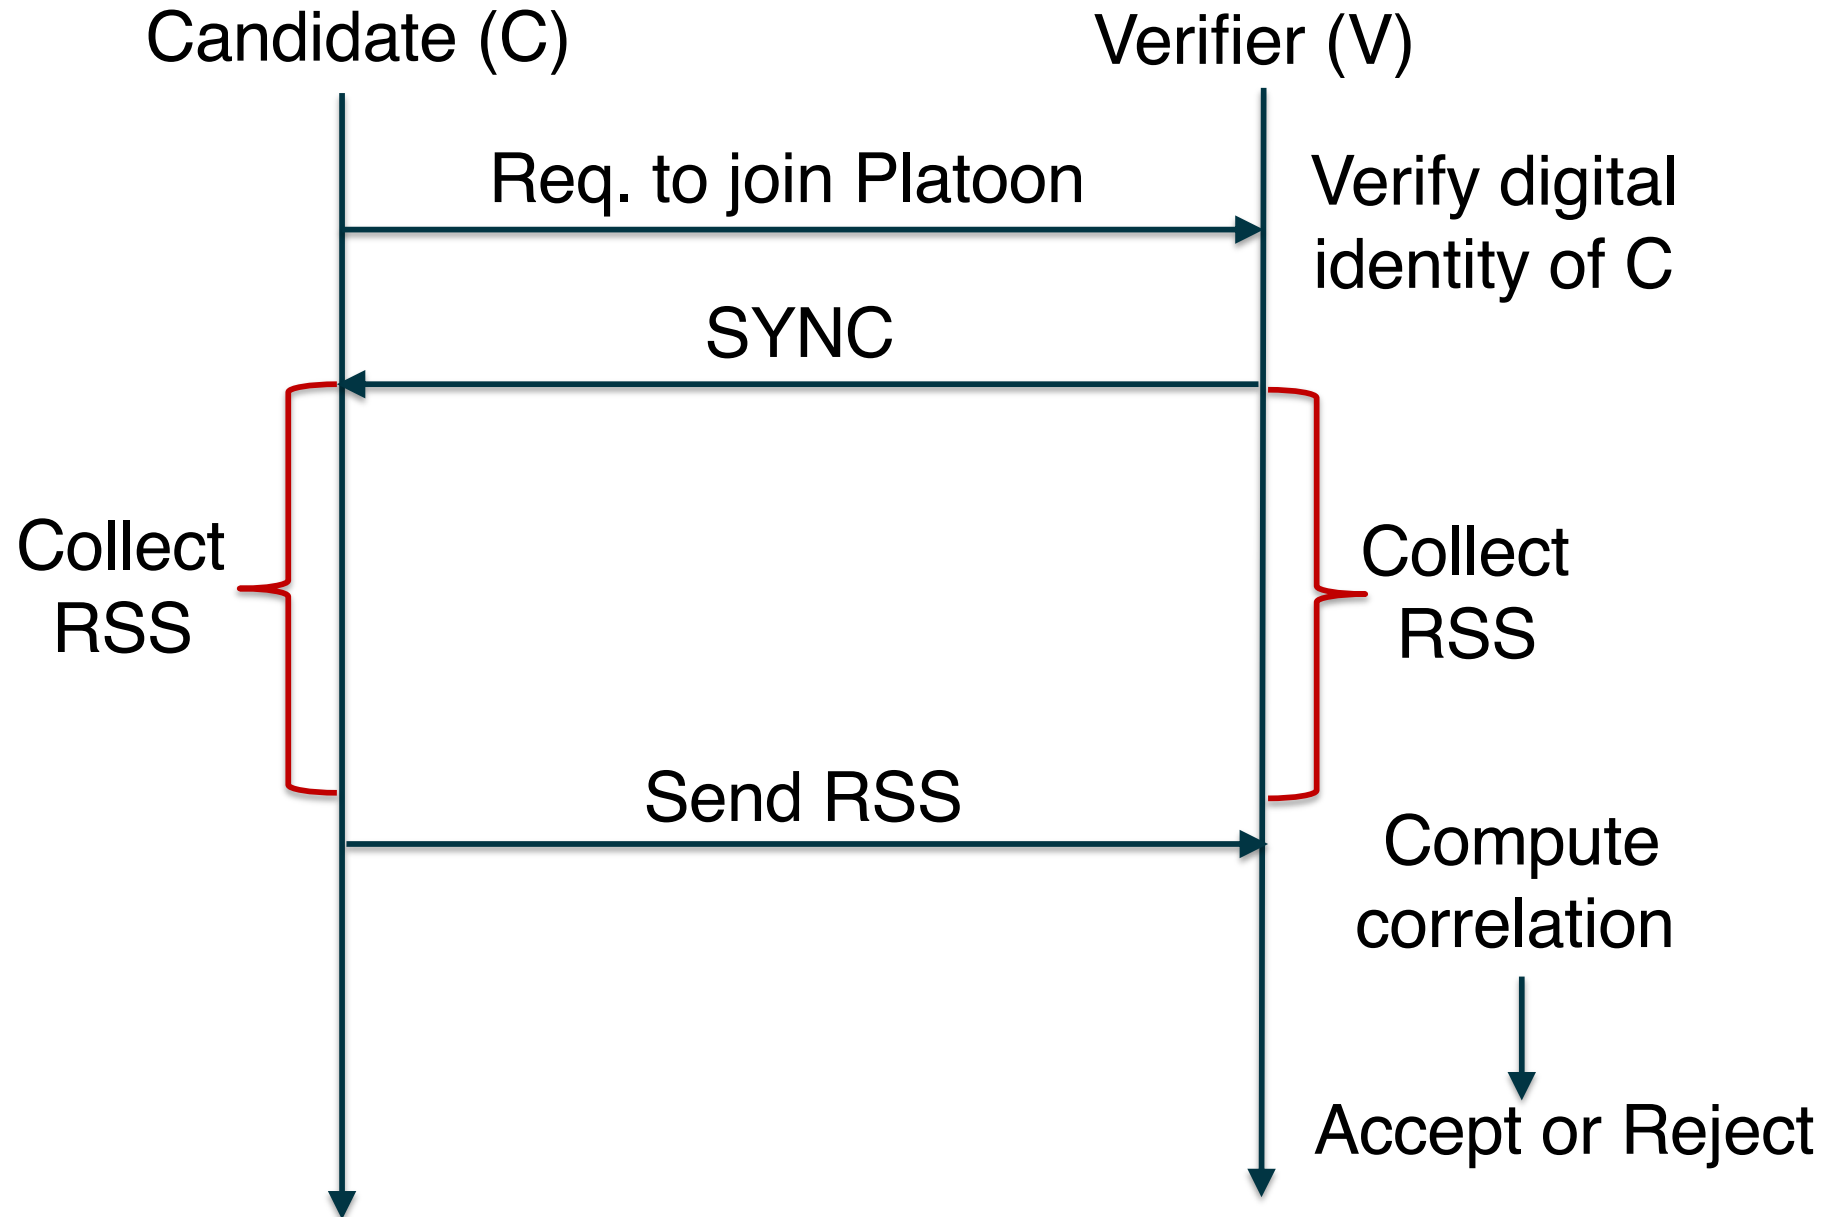 Candidate (C)
Verifier (V)
Req. to join Platoon
Verify digital
identity of C
SYNC
Collect
RSS
Collect
RSS
Send RSS
Compute
correlation
Accept or Reject